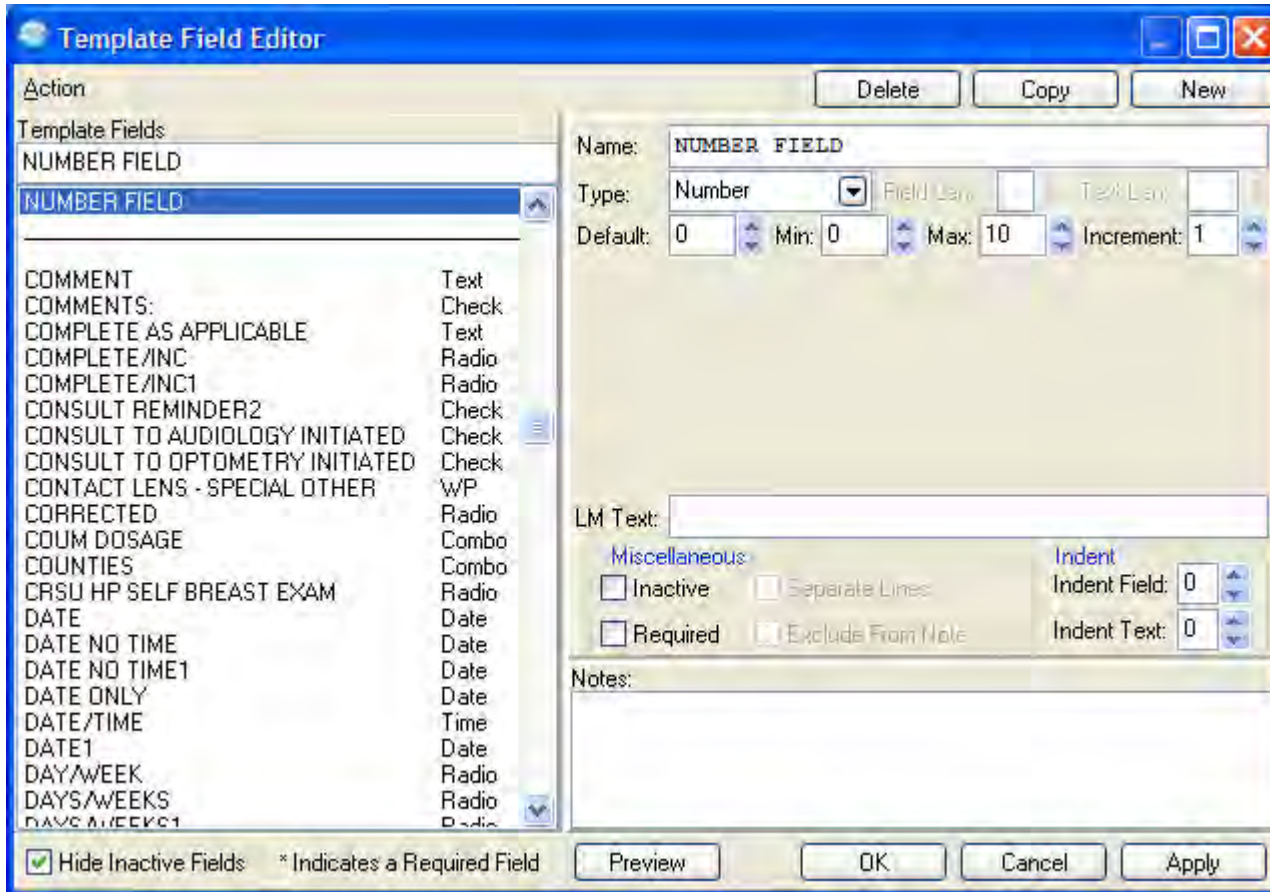 Template Field Editor
Action
Delete Copy New
Template Fields
NUMBER FIELD
NUMBER FIELD
COMMENT Text
COMMENTS: Check
COMPLETE AS APPLICABLE Text
COMPLETE/INC Radio
COMPLETE/INC1 Radio
CONSULT REMINDER2 Check
CONSULT TO AUDIOLOGY INITIATED Check
CONSULT TO OPTOMETRY INITIATED Check
CONTACT LENS - SPECIAL OTHER WP
CORRECTED Radio
COUM DOSAGE Combo
COUNTIES Combo
CRSU HP SELF BREAST EXAM Radio
DATE Date
DATE NO TIME Date
DATE NO TIME1 Date
DATE ONLY Date
DATE/TIME Time
DATE1 Date
DAY/WEEK Radio
DAYS/WEEKS Radio
DAYS/WEEKS1 Radio
Name: NUMBER FIELD
Type: Number Field Len: Text Len:
Default: 0 Min: 0 Max: 10 Increment: 1
LM Text:
Miscellaneous Indent
Inactive Separate Lines Indent Field: 0
Required Exclude From Note Indent Text: 0
Notes:
Hide Inactive Fields * Indicates a Required Field Preview OK Cancel Apply